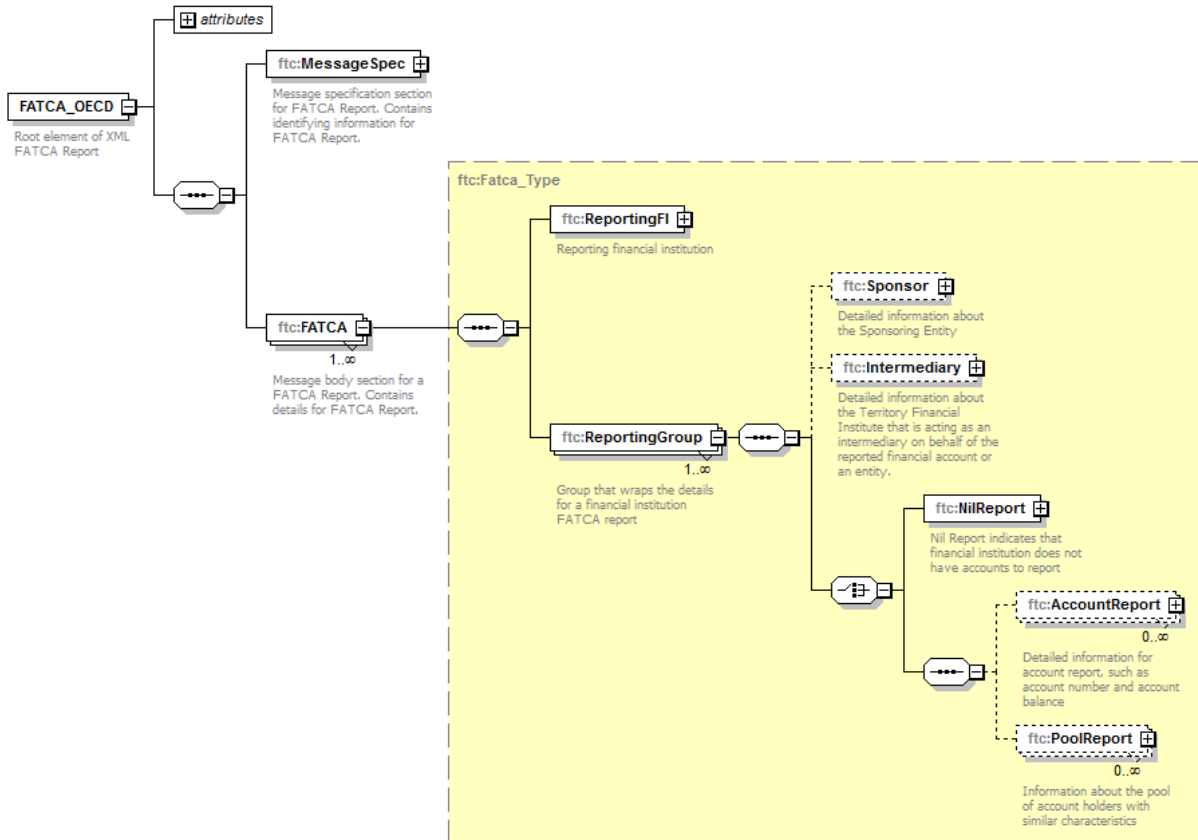 attributes
ftc:MessageSpec
Message specification section
for FATCA Report. Contains
identifying information for
FATCA Report.
FATCA_OECD
Root element of XML
FATCA Report
ftc:Fatca_Type
ftc:ReportingFI
Reporting financial institution
ftc:Sponsor
Detailed information about
the Sponsoring Entity
ftc:FATCA
1..∞
Message body section for a
FATCA Report. Contains
details for FATCA Report.
ftc:Intermediary
Detailed information about
the Territory Financial
Institute that is acting as an
intermediary on behalf of the
reported financial account or
an entity.
ftc:ReportingGroup
1..∞
Group that wraps the details
for a financial institution
FATCA report
ftc:NilReport
Nil Report indicates that
financial institution does not
have accounts to report
ftc:AccountReport
0..∞
Detailed information for
account report, such as
account number and account
balance
ftc:PoolReport
0..∞
Information about the pool
of account holders with
similar characteristics